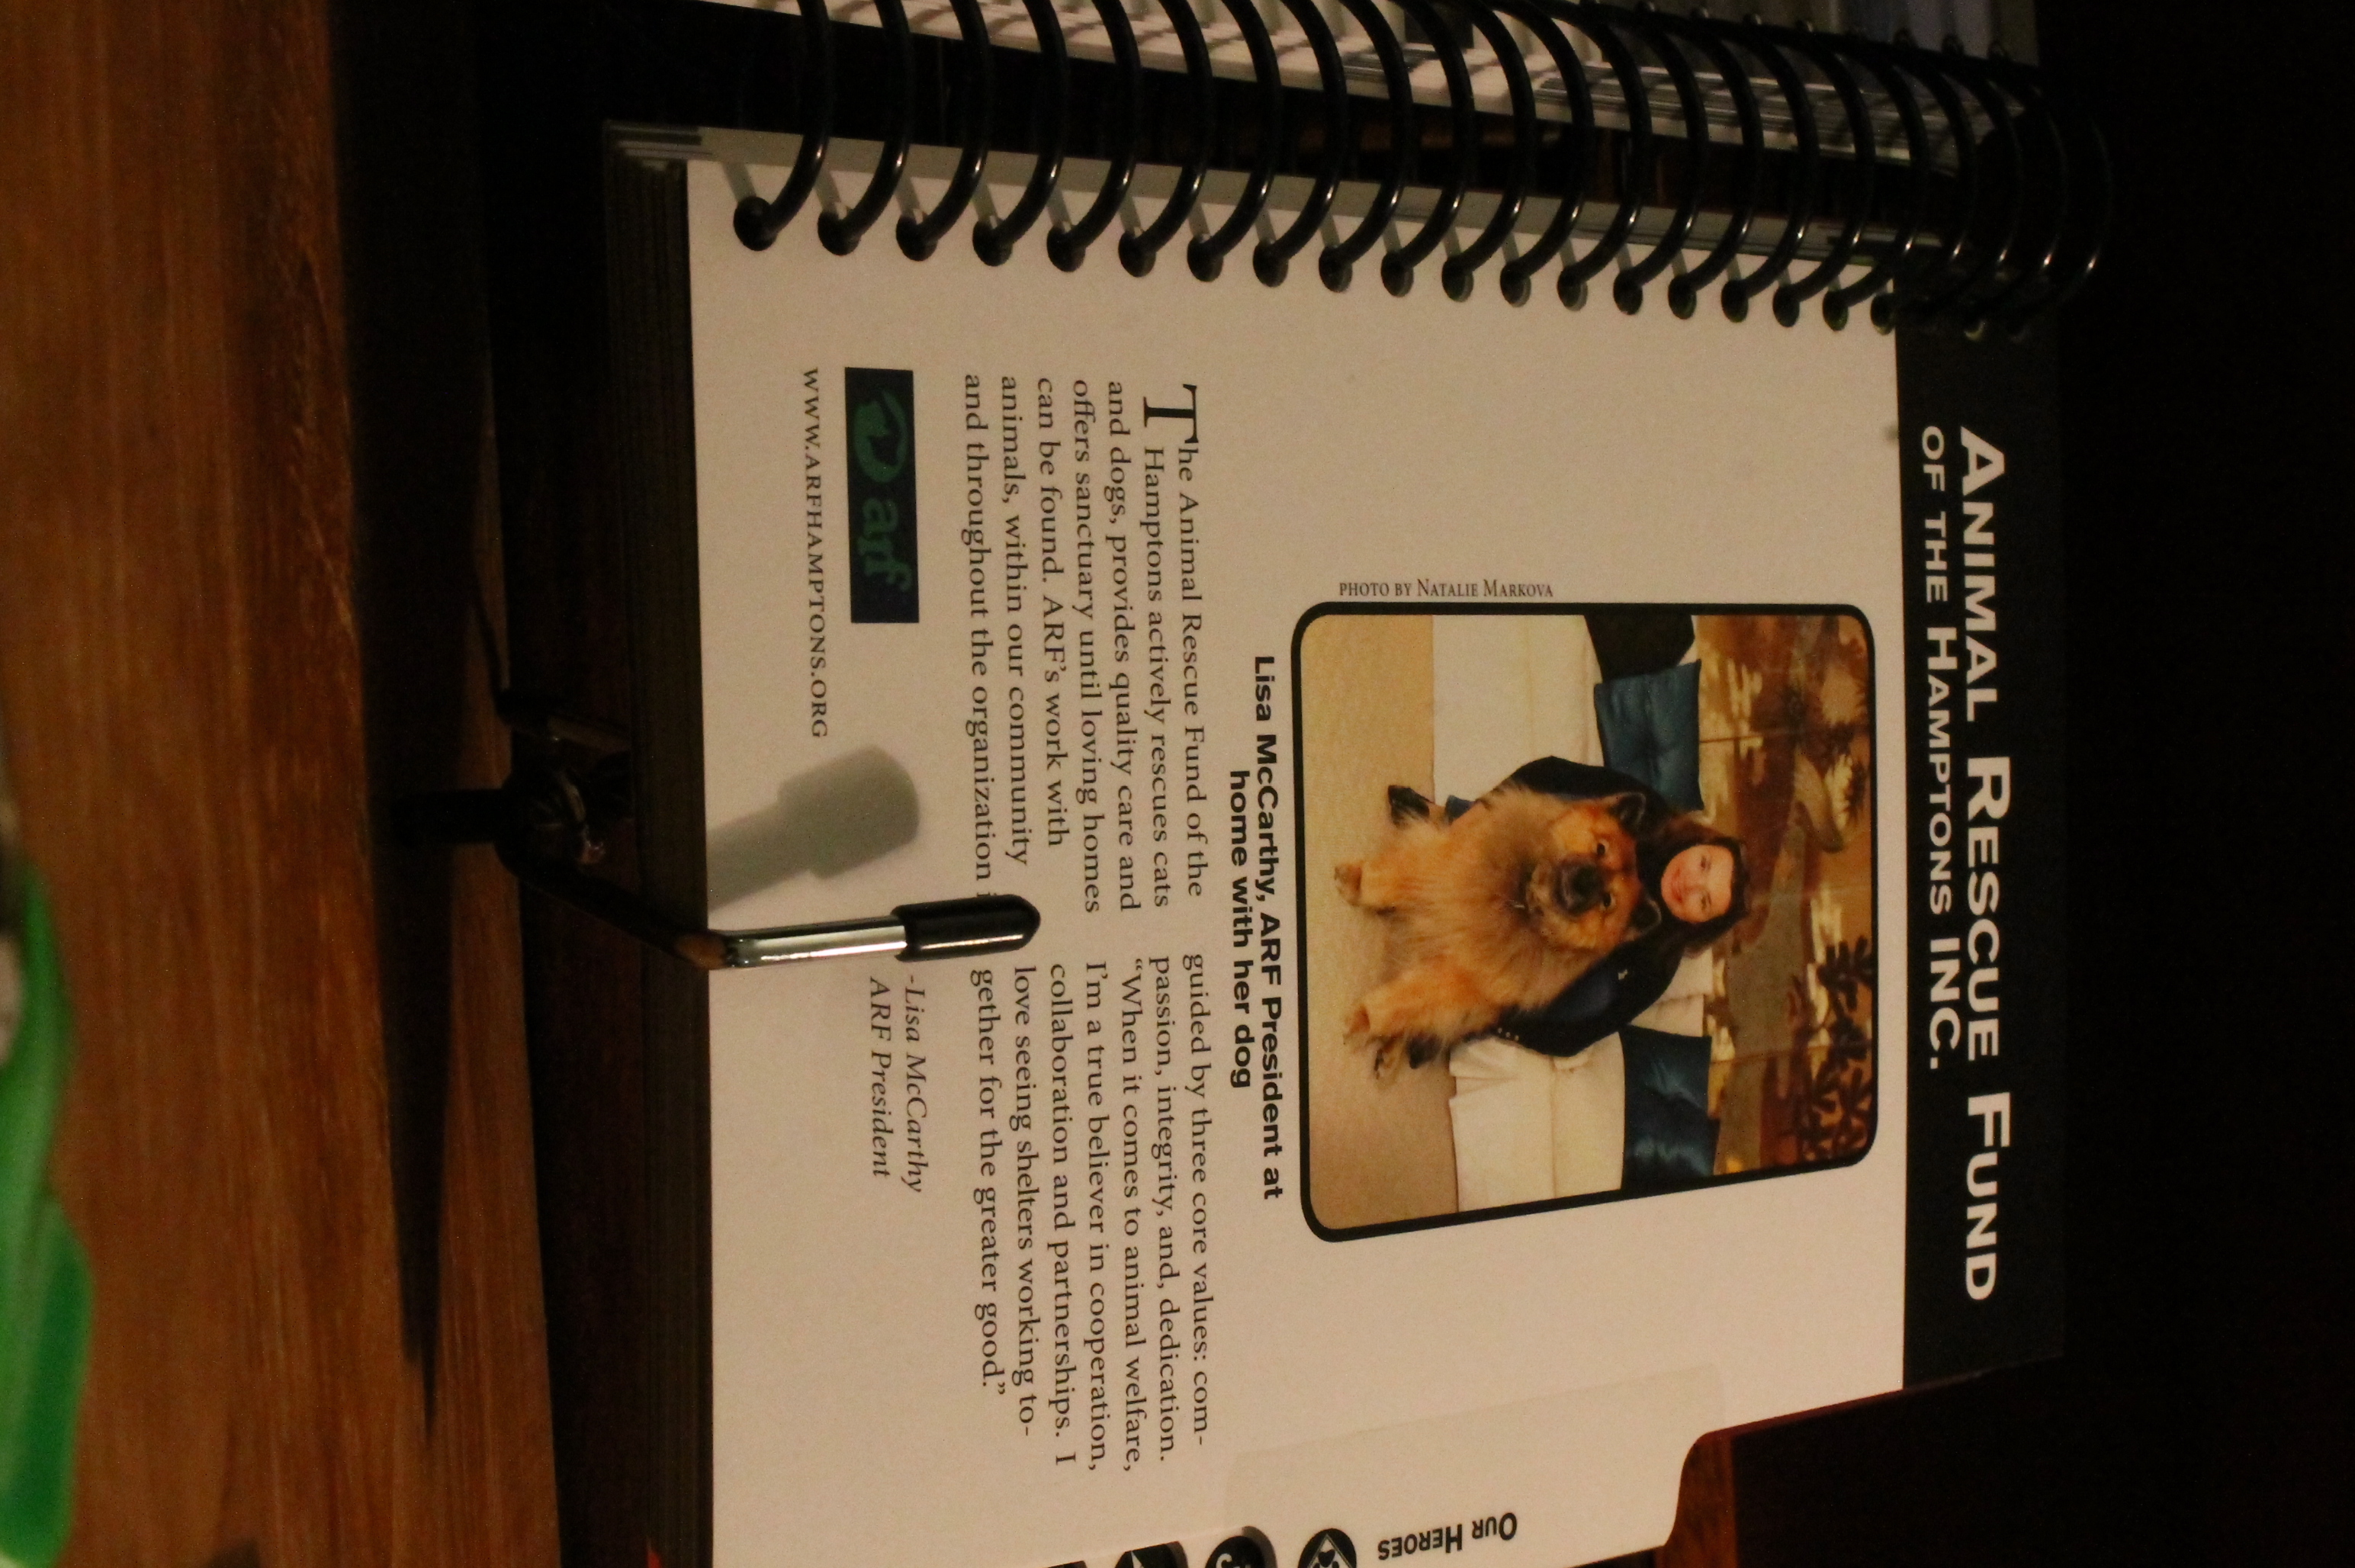 ANIMAL RESCUE FUND
OF THE HAMPTONS INC.
PHOTO BY NATALIE MARKOVA
Lisa McCarthy, ARF President at
home with her dog
The Animal Rescue Fund of the
Hamptons actively rescues cats
and dogs, provides quality care and
offers sanctuary until loving homes
can be found. ARF's work with
animals, within our community
and throughout the organization
guided by three core values: com-
passion, integrity, and, dedication.
“When it comes to animal welfare,
I'm a true believer in cooperation,
collaboration and partnerships. I
love seeing shelters working to-
gether for the greater good.”
-Lisa McCarthy
ARF President
arf
WWW.ARFHAMPTONS.ORG
OUR HEROES